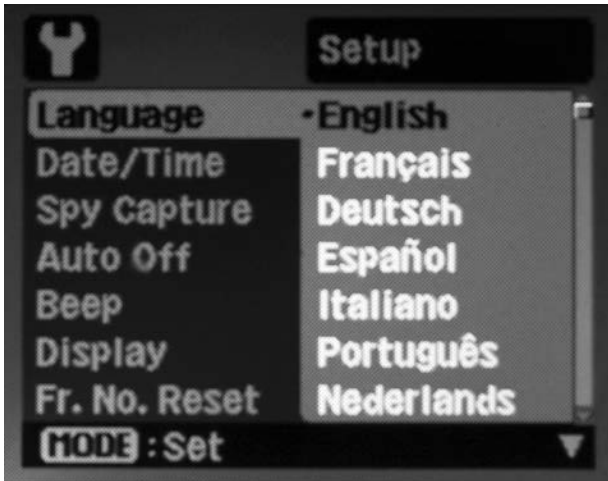 Setup
Language ·English
Date/Time Français
Spy Capture Deutsch
Auto Off Español
Beep Italiano
Display Português
Fr. No. Reset Nederlands
MODE :Set